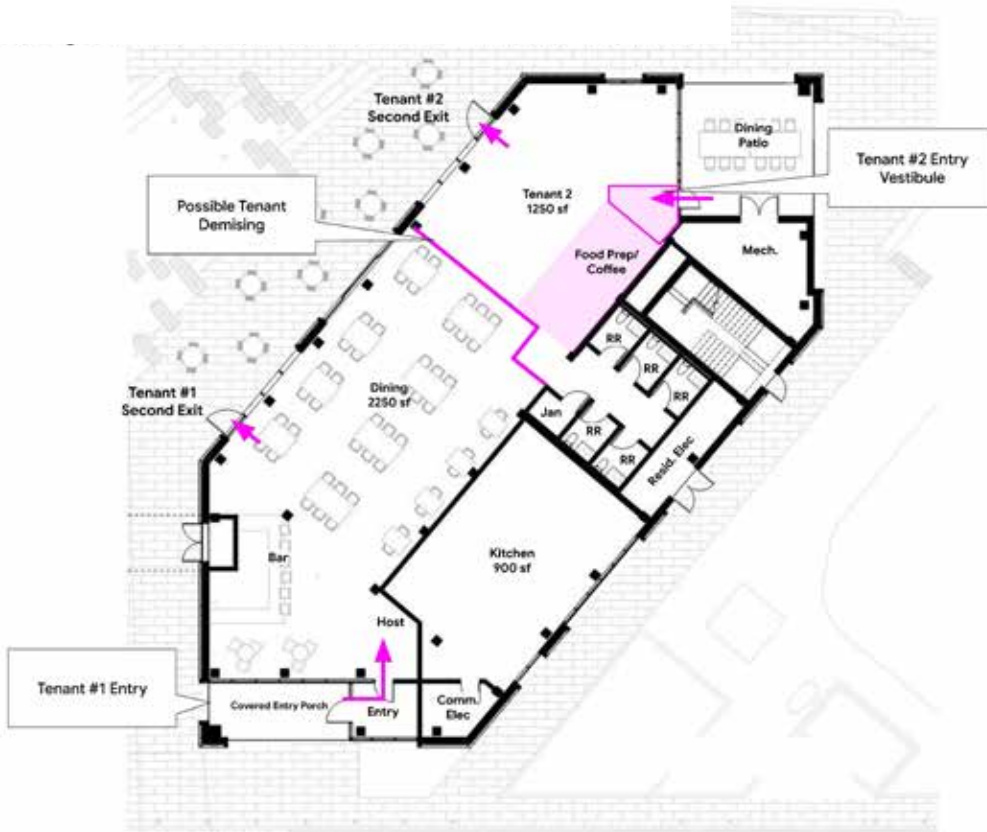 Tenant #2
Second Exit
Dining
Patio
Tenant #2 Entry
Vestibule
Possible Tenant
Demising
Tenant 2
1250 sf
Food Prep/
Coffee
Mech.
RR
RR
RR
Dining
2250 sf
Tenant #1
Second Exit
Jan
RR
RR
Resid. Elec
Kitchen
900 sf
Bar
Host
Tenant #1 Entry
Covered Entry Porch
Entry
Comm.
Elec